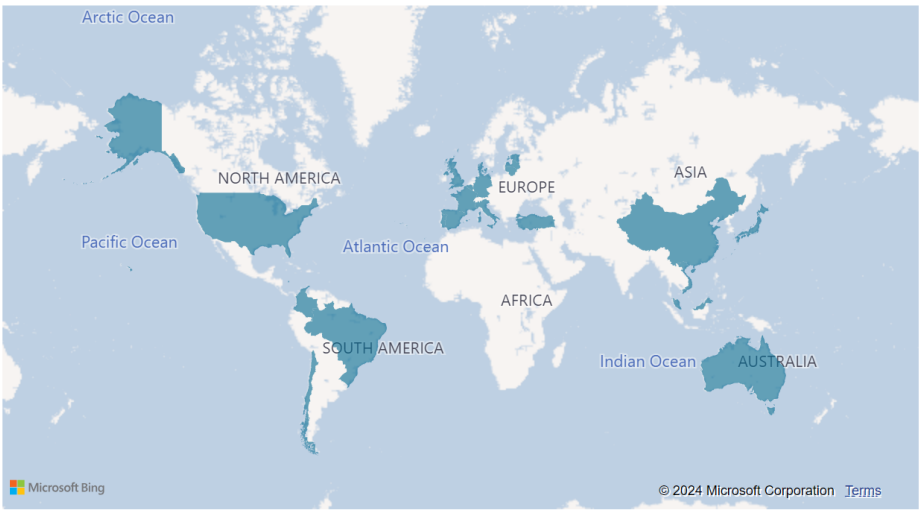 Arctic Ocean
NORTH AMERICA
EUROPE
ASIA
Pacific Ocean
Atlantic Ocean
AFRICA
SOUTH AMERICA
Indian Ocean
AUSTRALIA
Microsoft Bing
© 2024 Microsoft Corporation Terms